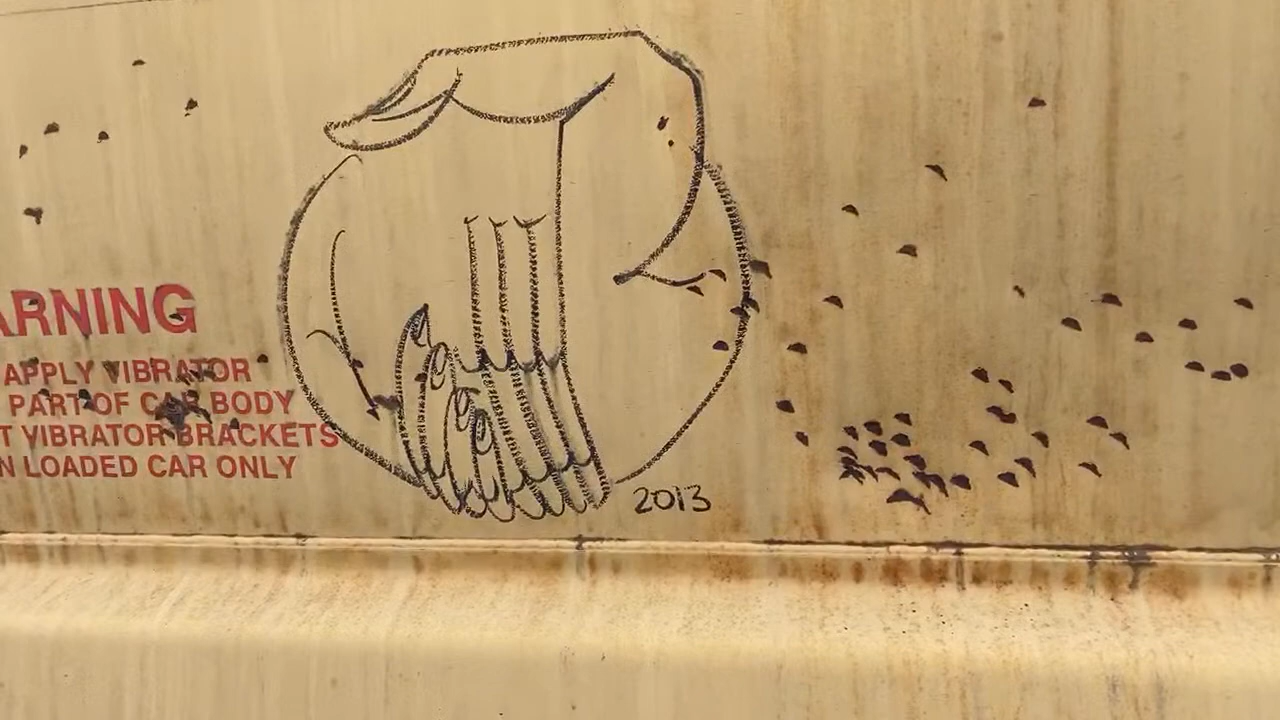 ARNING
APPLY VIBRATOR
PART OF CAR BODY
T VIBRATOR BRACKETS
N LOADED CAR ONLY
2013